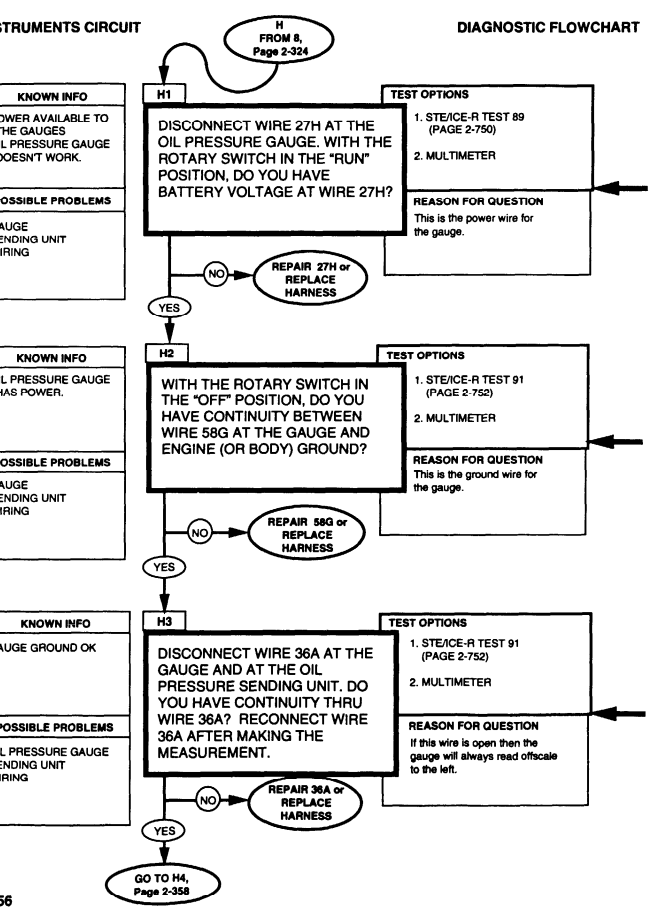 STRUMENTS CIRCUIT
DIAGNOSTIC FLOWCHART
H
FROM 8,
Page 2-324
KNOWN INFO
OWER AVAILABLE TO
THE GAUGES
L PRESSURE GAUGE
DOESN'T WORK.
OSSIBLE PROBLEMS
AUGE
ENDING UNIT
IRING
H1
DISCONNECT WIRE 27H AT THE
OIL PRESSURE GAUGE. WITH THE
ROTARY SWITCH IN THE "RUN"
POSITION, DO YOU HAVE
BATTERY VOLTAGE AT WIRE 27H?
TEST OPTIONS
1. STE/ICE-R TEST 89
(PAGE 2-750)
2. MULTIMETER
REASON FOR QUESTION
This is the power wire for
the gauge.
NO
REPAIR 27H or
REPLACE
HARNESS
YES
KNOWN INFO
L PRESSURE GAUGE
HAS POWER.
OSSIBLE PROBLEMS
AUGE
ENDING UNIT
IRING
H2
WITH THE ROTARY SWITCH IN
THE "OFF" POSITION, DO YOU
HAVE CONTINUITY BETWEEN
WIRE 58G AT THE GAUGE AND
ENGINE (OR BODY) GROUND?
TEST OPTIONS
1. STE/ICE-R TEST 91
(PAGE 2-752)
2. MULTIMETER
REASON FOR QUESTION
This is the ground wire for
the gauge.
NO
REPAIR 58G or
REPLACE
HARNESS
YES
KNOWN INFO
AUGE GROUND OK
POSSIBLE PROBLEMS
L PRESSURE GAUGE
ENDING UNIT
IRING
H3
DISCONNECT WIRE 36A AT THE
GAUGE AND AT THE OIL
PRESSURE SENDING UNIT. DO
YOU HAVE CONTINUITY THRU
WIRE 36A? RECONNECT WIRE
36A AFTER MAKING THE
MEASUREMENT.
TEST OPTIONS
1. STE/ICE-R TEST 91
(PAGE 2-752)
2. MULTIMETER
REASON FOR QUESTION
If this wire is open then the
gauge will always read offscale
to the left.
NO
REPAIR 36A or
REPLACE
HARNESS
YES
GO TO H4,
Page 2-358
56